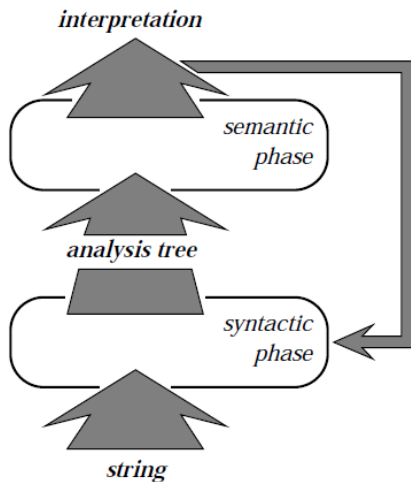 interpretation
semantic
phase
analysis tree
syntactic
phase
string